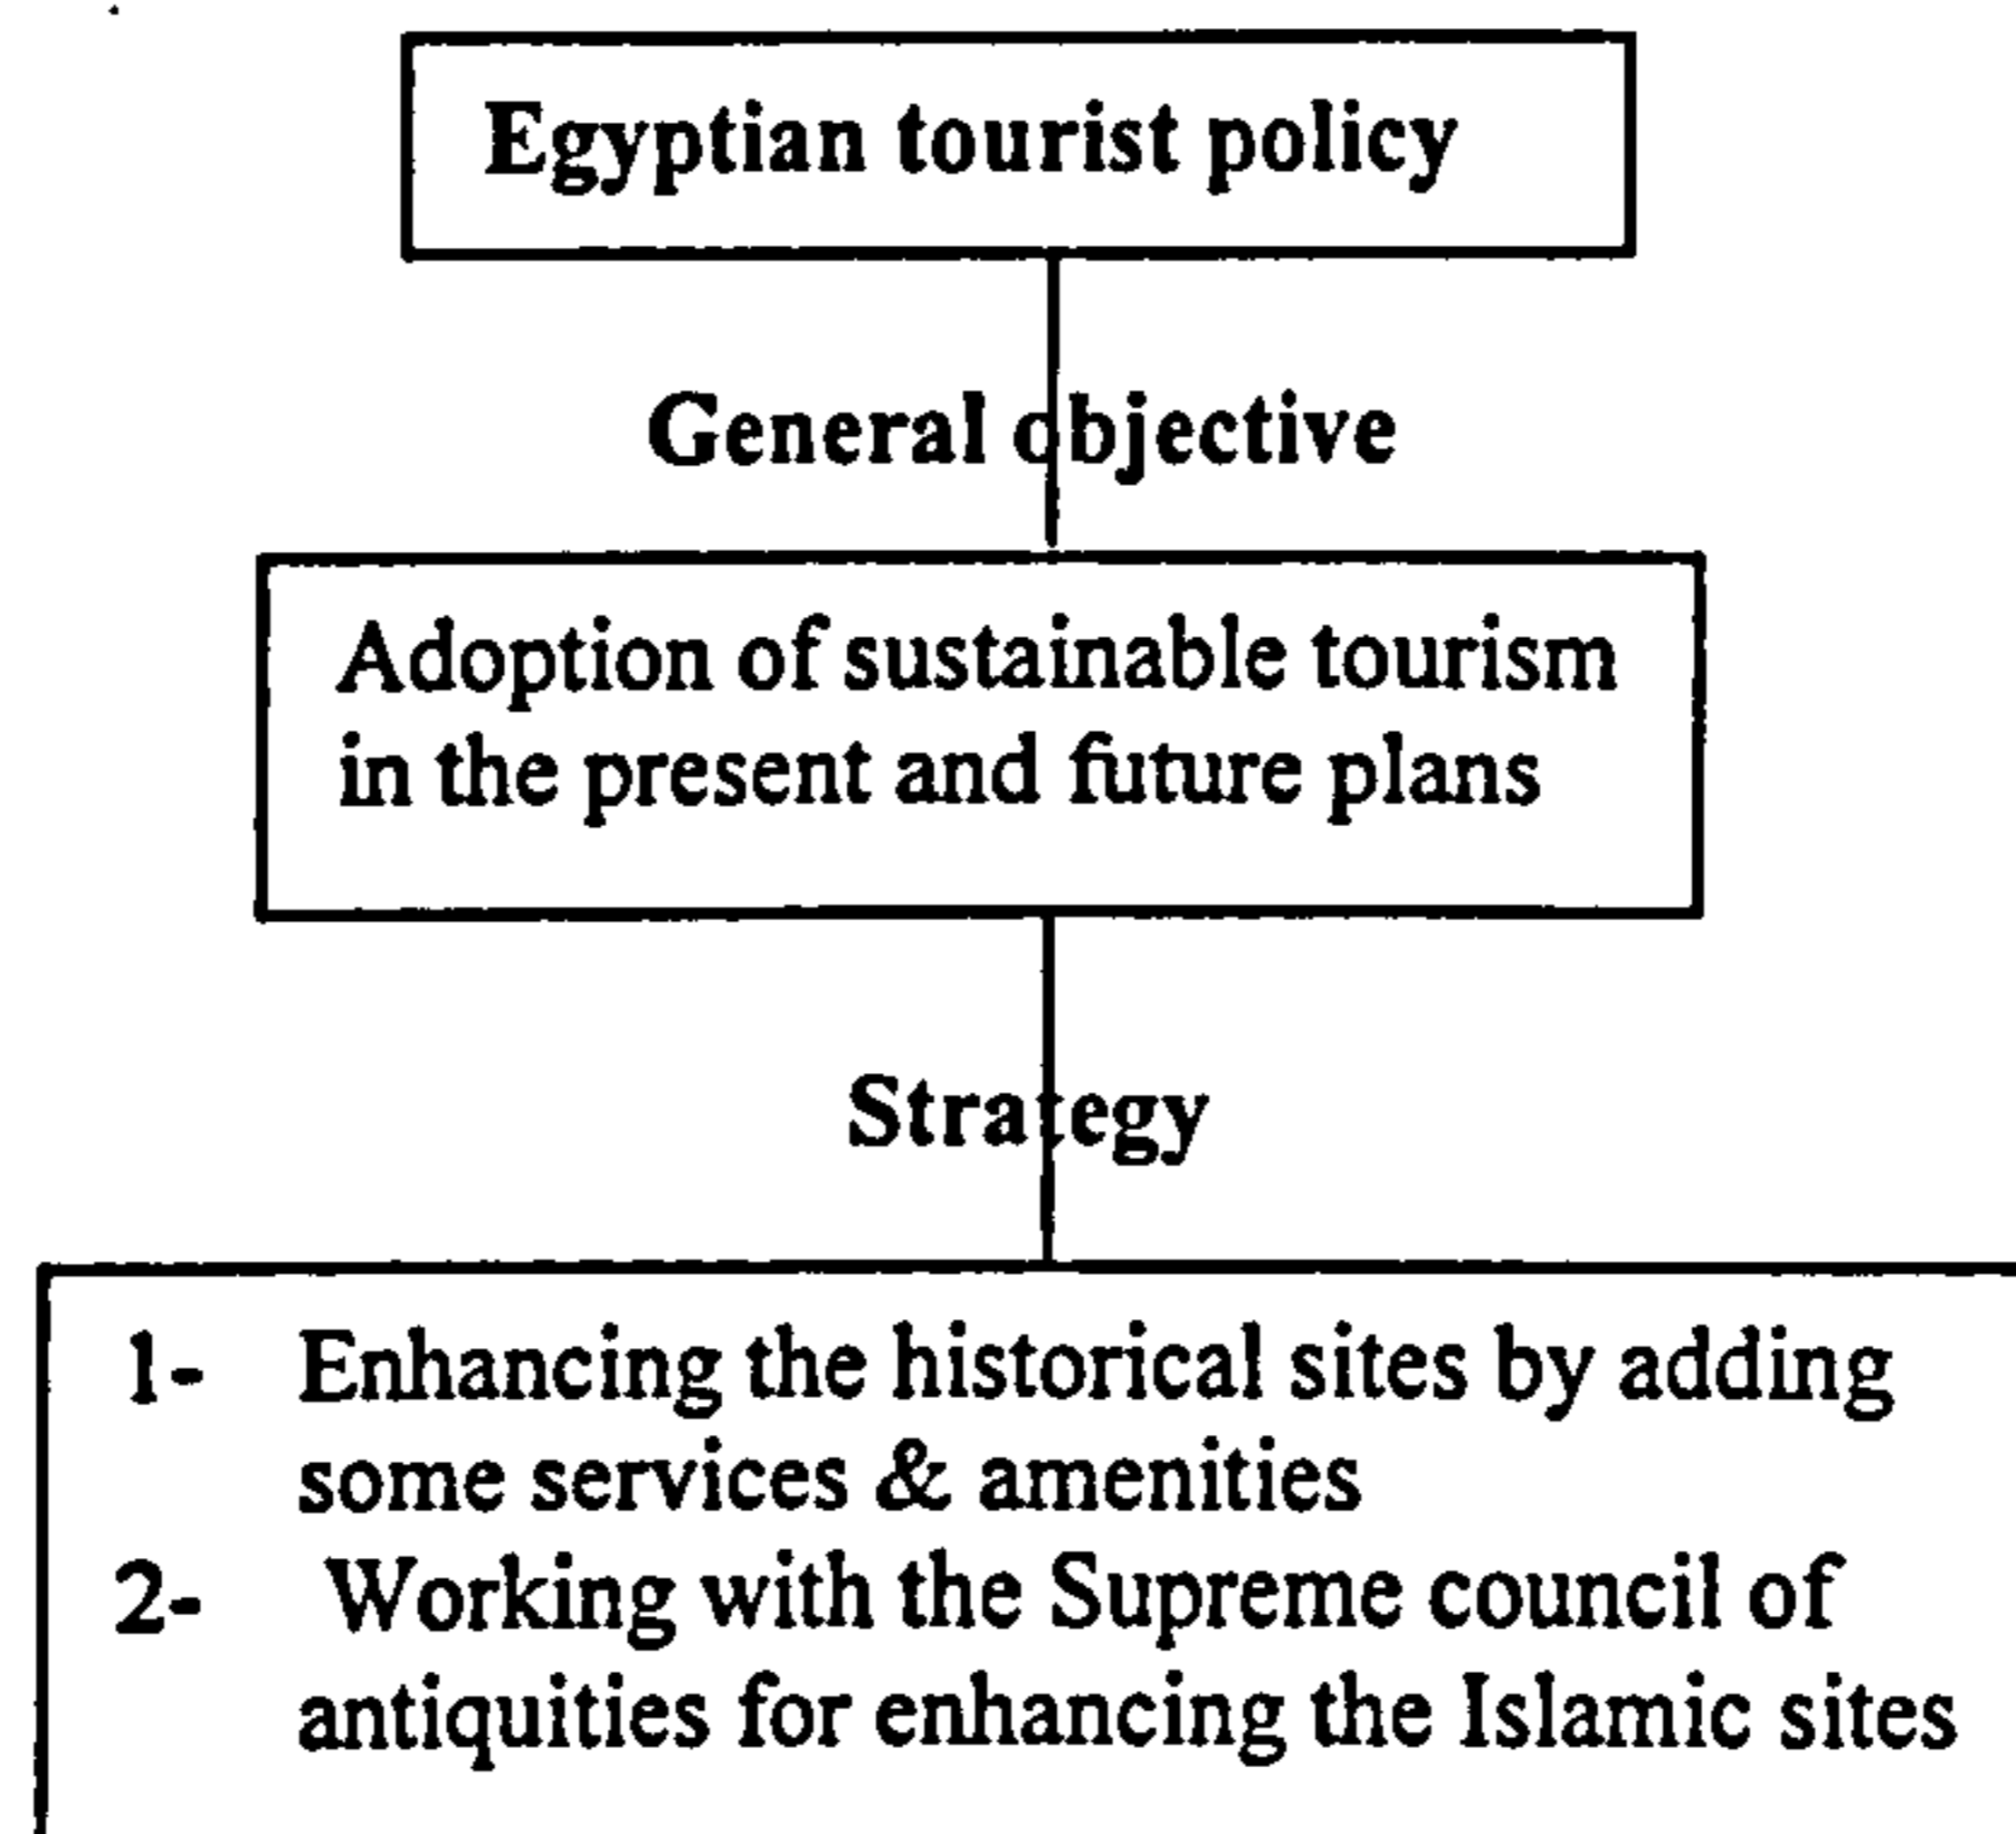 Egyptian tourist policy
General objective
Adoption of sustainable tourism
in the present and future plans
Strategy
1- Enhancing the historical sites by adding
some services & amenities
2- Working with the Supreme council of
antiquities for enhancing the Islamic sites